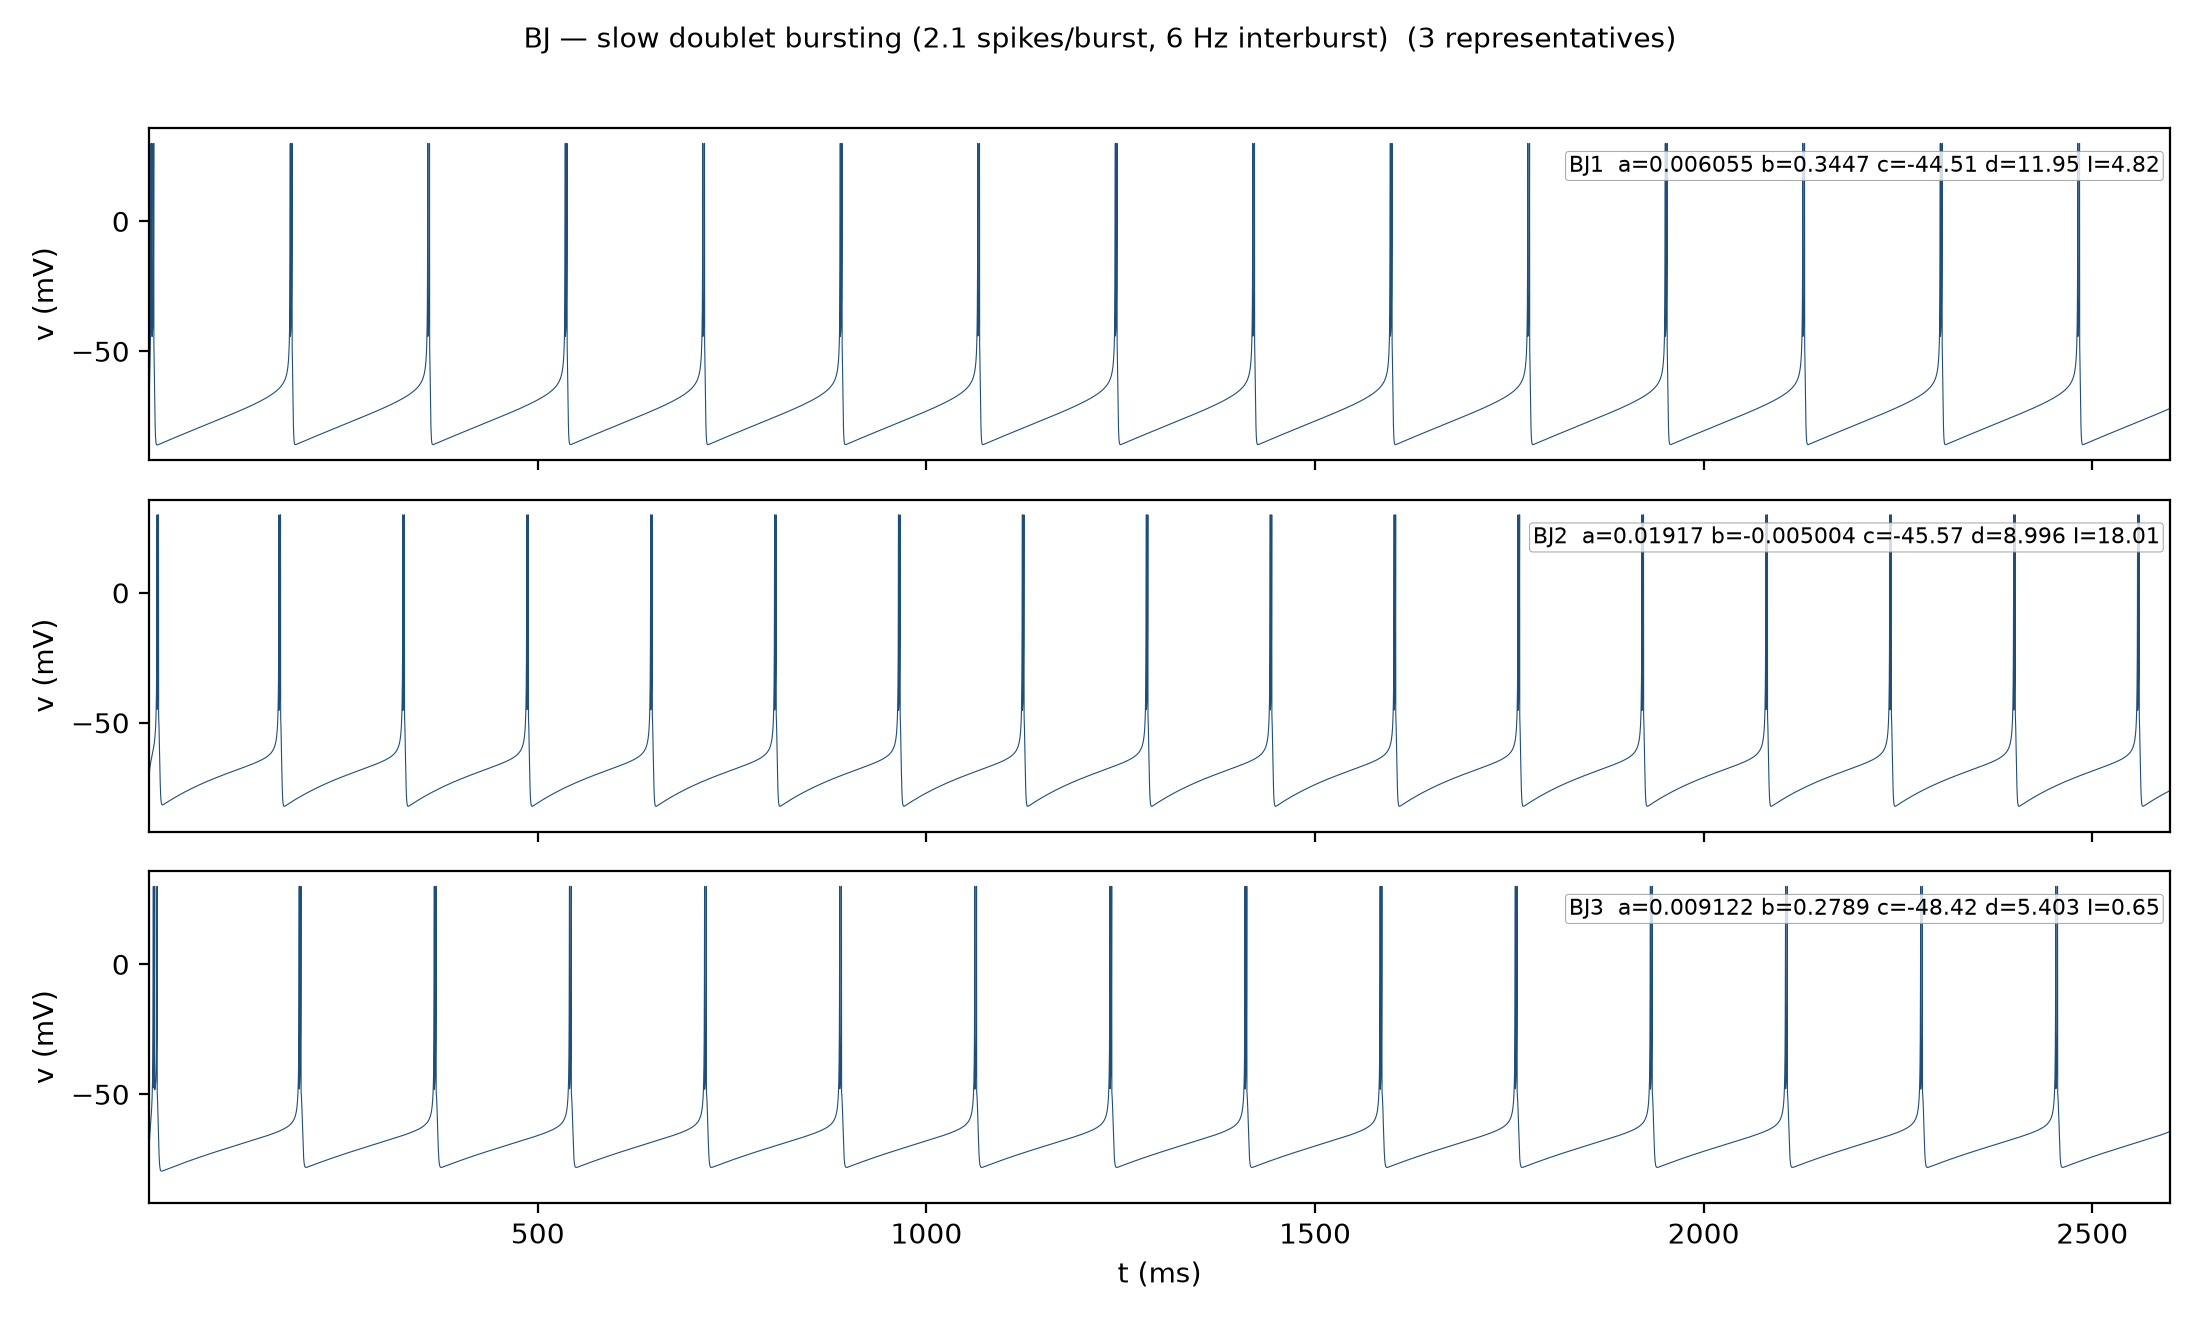 BJ — slow doublet bursting (2.1 spikes/burst, 6 Hz interburst)  (3 representatives)
v (mV)
0
−50
BJ1  a=0.006055 b=0.3447 c=-44.51 d=11.95 I=4.82
v (mV)
0
−50
BJ2  a=0.01917 b=-0.005004 c=-45.57 d=8.996 I=18.01
v (mV)
0
−50
BJ3  a=0.009122 b=0.2789 c=-48.42 d=5.403 I=0.65
500 1000 1500 2000 2500
t (ms)